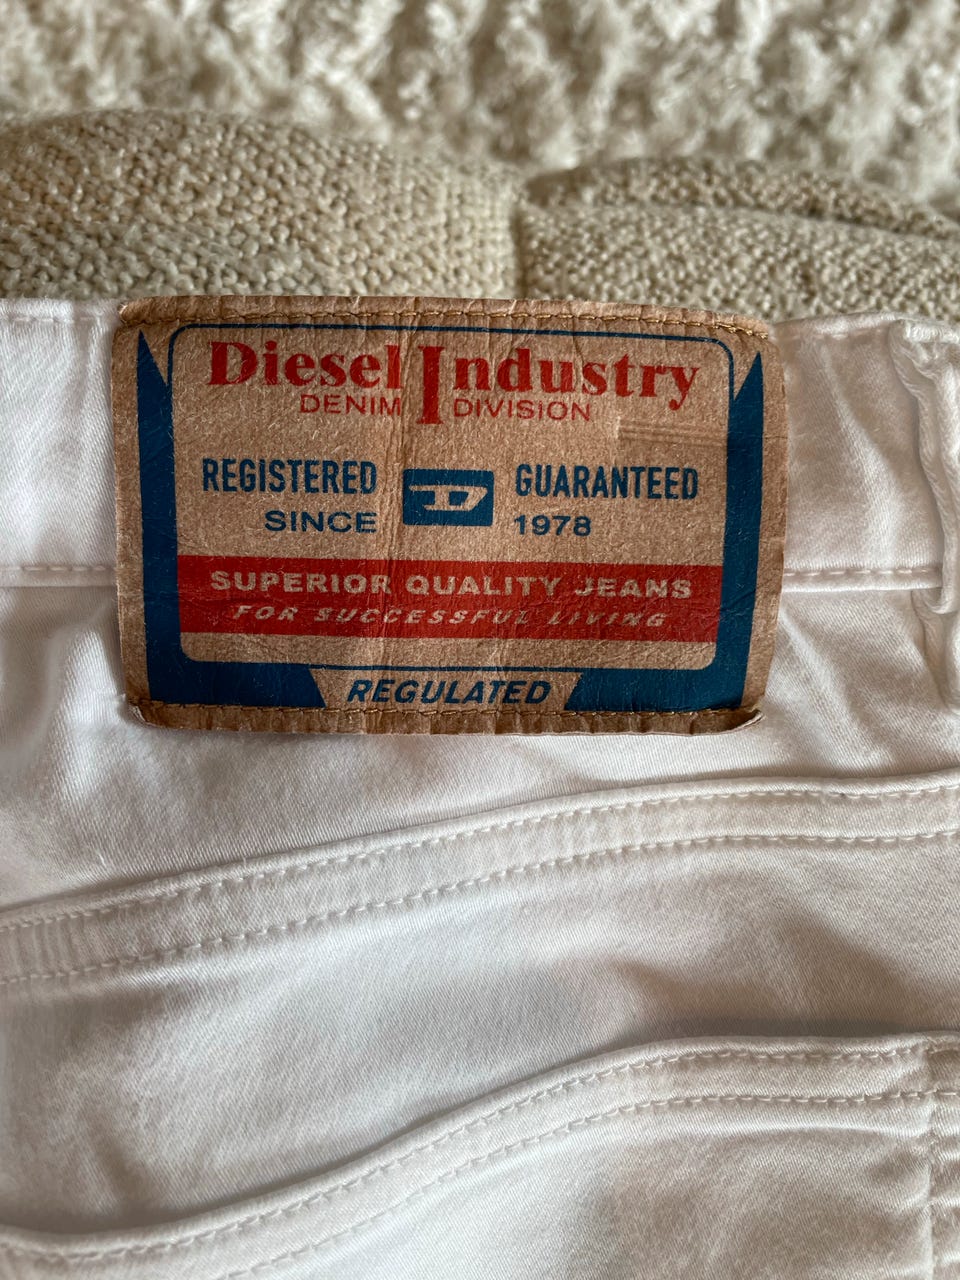 Diesel Industry
DENIM DIVISION
REGISTERED D GUARANTEED
SINCE 1978
SUPERIOR QUALITY JEANS
FOR SUCCESSFUL LIVING
REGULATED